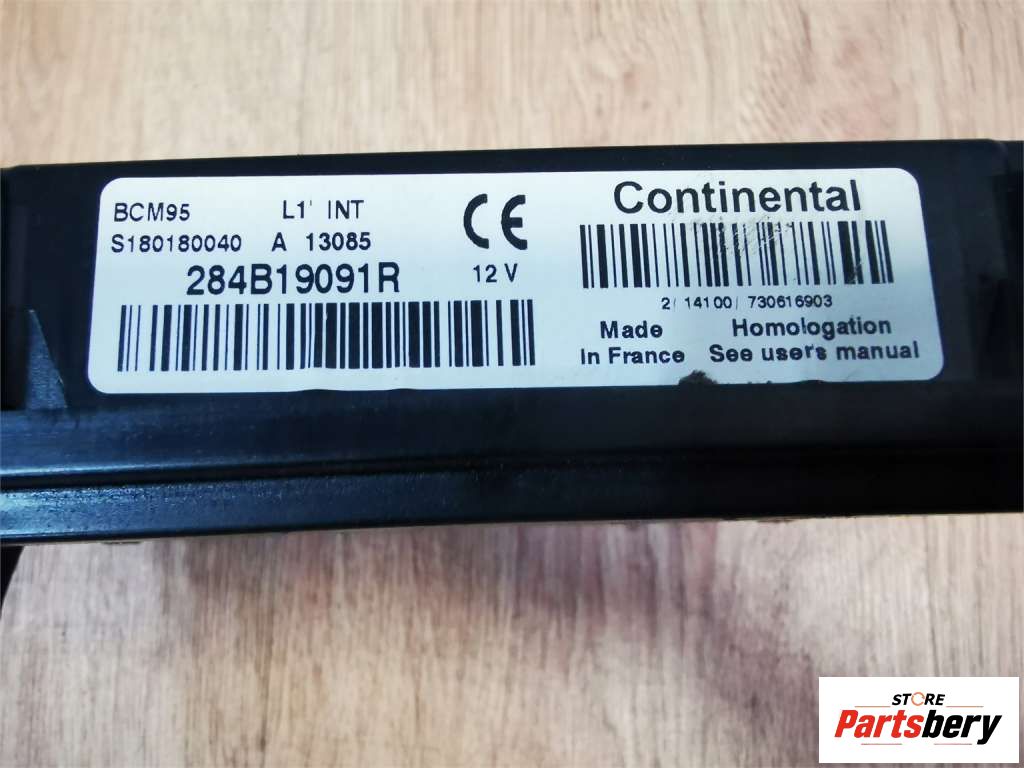 BCM95 L1' INT
S180180040 A 13085
284B19091R
12 V
CE
Continental
2/ 14100/ 730616903
Made
In France
Homologation
See user's manual
STORE
Partsbery